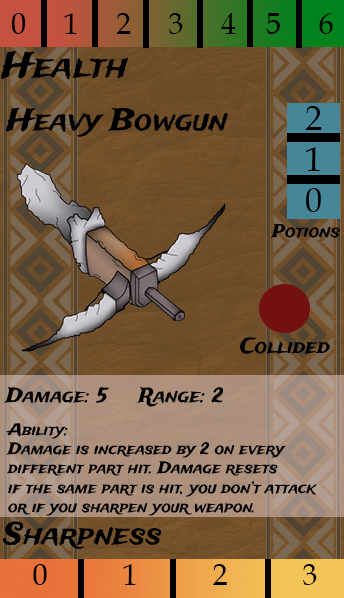 0 1 2 3 4 5 6
Health
Heavy Bowgun
2
1
0
Potions
Collided
Damage: 5 Range: 2
Ability:
Damage is increased by 2 on every
different part hit. Damage resets
if the same part is hit, you don't attack
or if you sharpen your weapon.
Sharpness
0 1 2 3